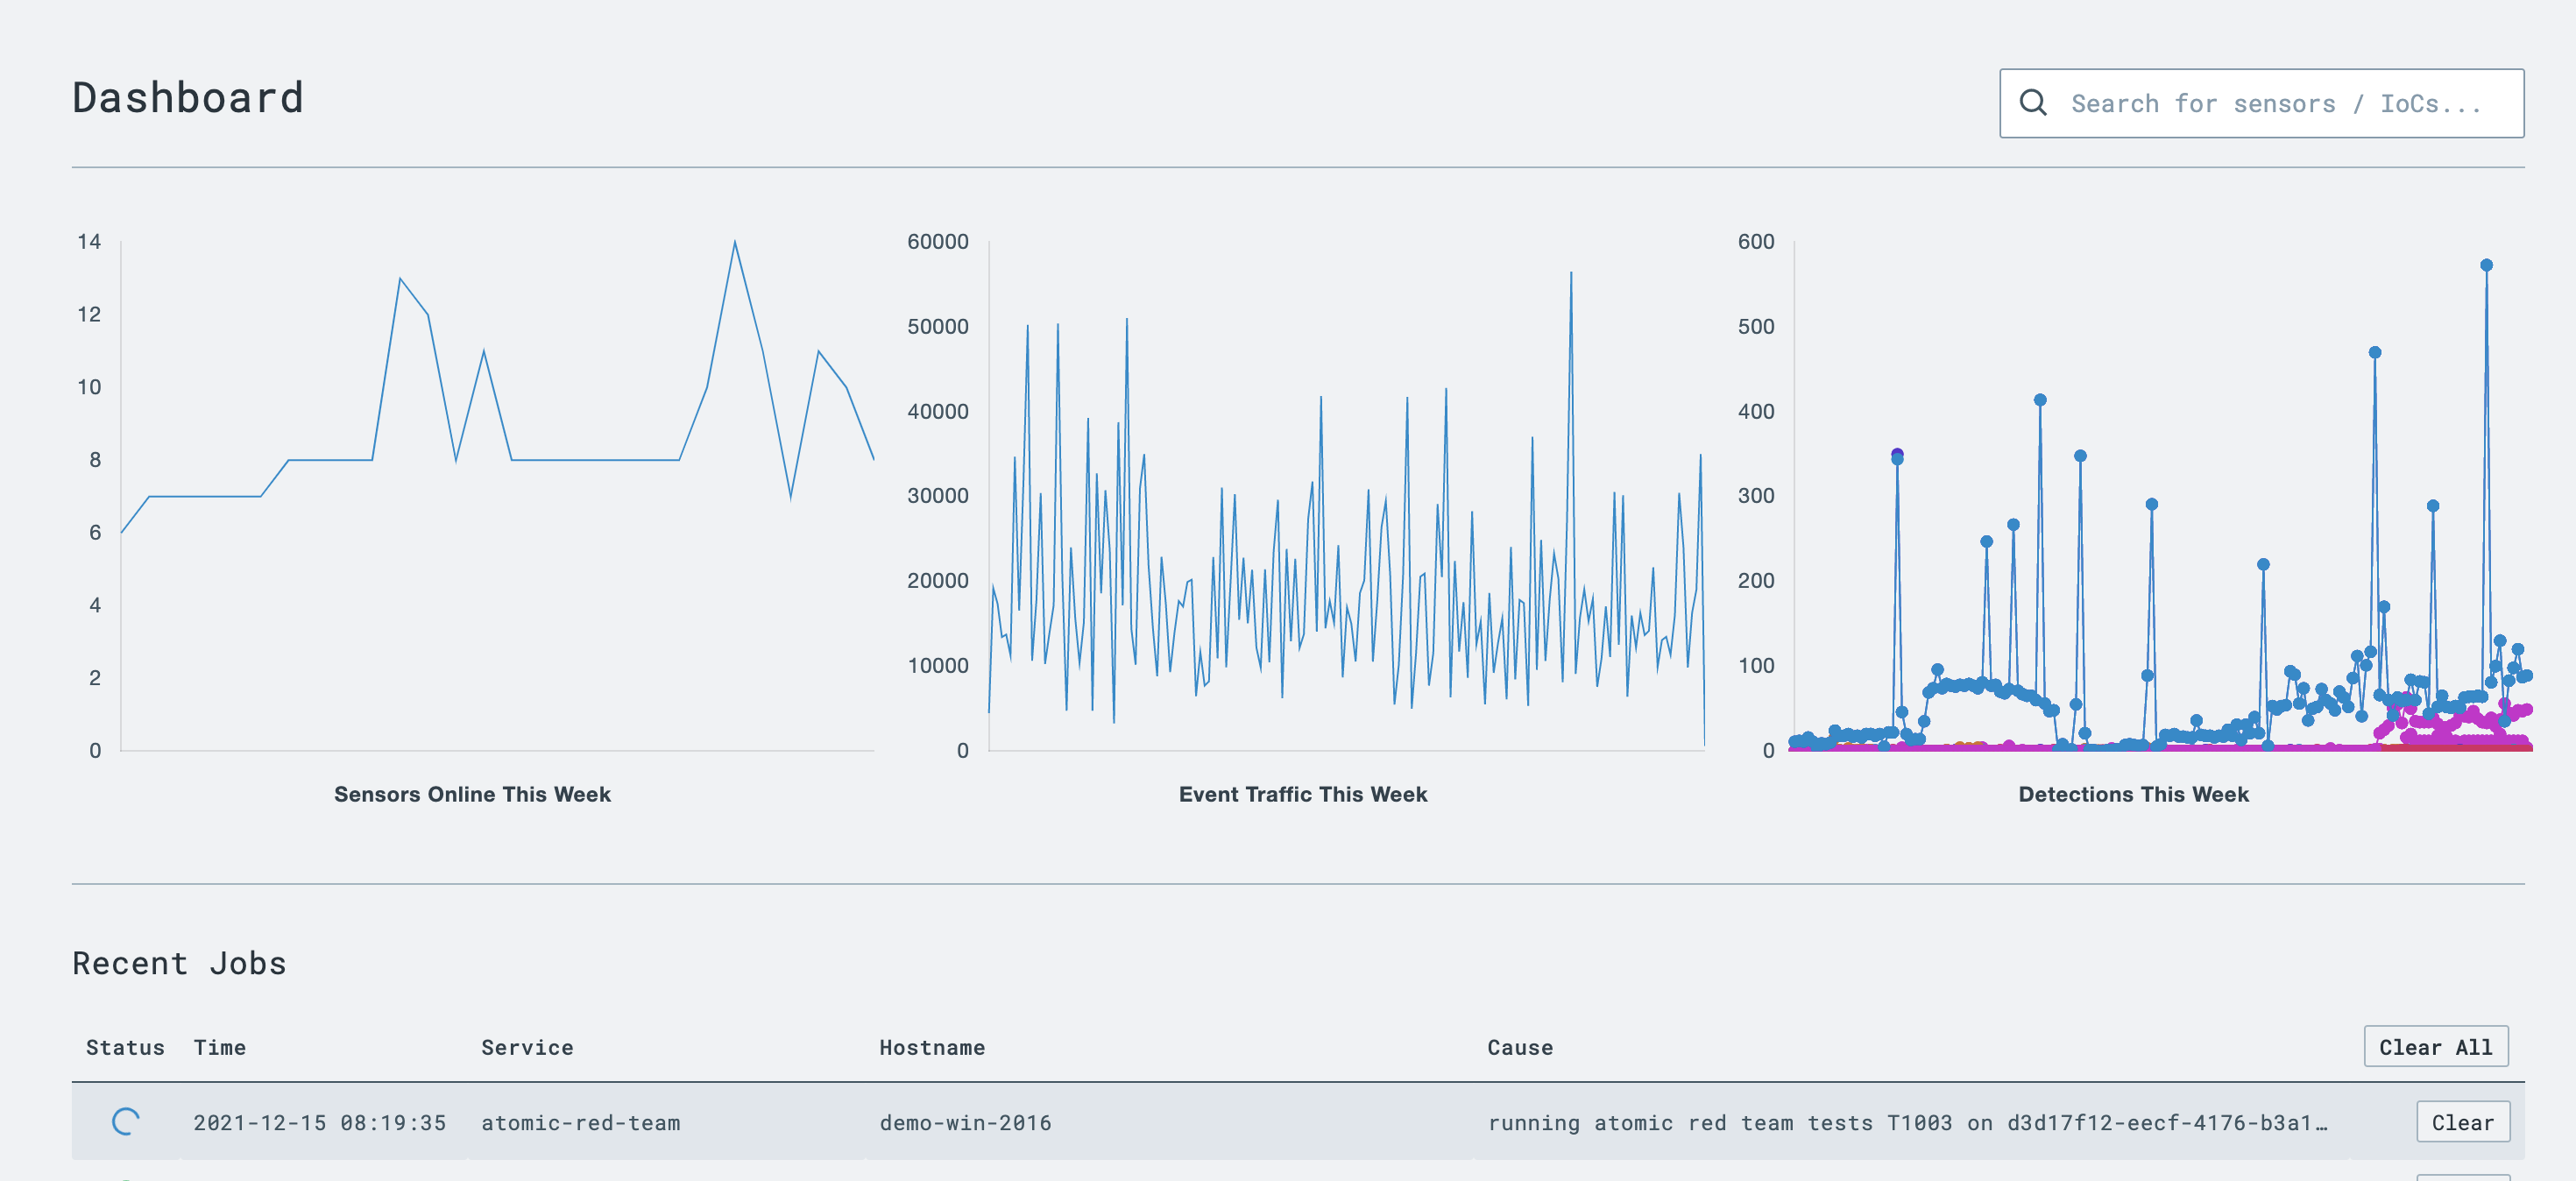 Dashboard
Search for sensors / IoCs...
14
12
10
8
6
4
2
0
Sensors Online This Week
60000
50000
40000
30000
20000
10000
0
Event Traffic This Week
600
500
400
300
200
100
0
Detections This Week
Recent Jobs
Status Time Service Hostname Cause Clear All
2021-12-15 08:19:35 atomic-red-team demo-win-2016 running atomic red team tests T1003 on d3d17f12-eecf-4176-b3a1… Clear